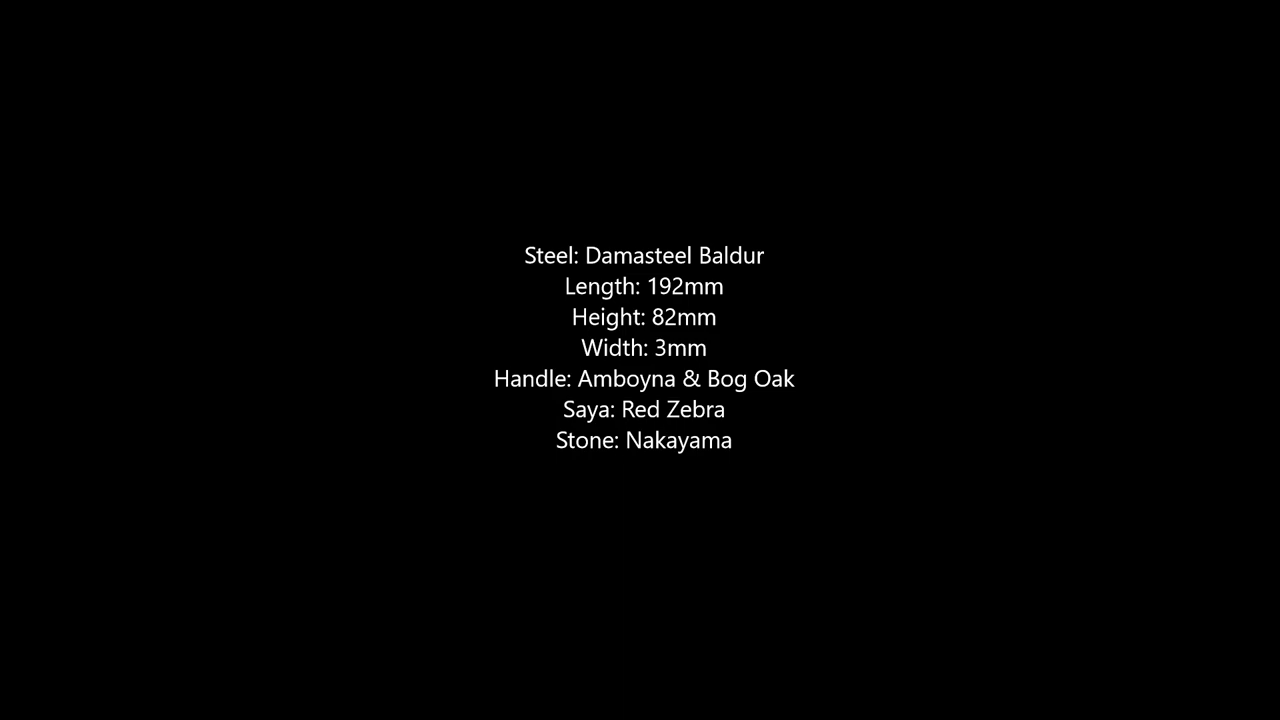 Steel: Damasteel Baldur
Length: 192mm
Height: 82mm
Width: 3mm
Handle: Amboyna & Bog Oak
Saya: Red Zebra
Stone: Nakayama